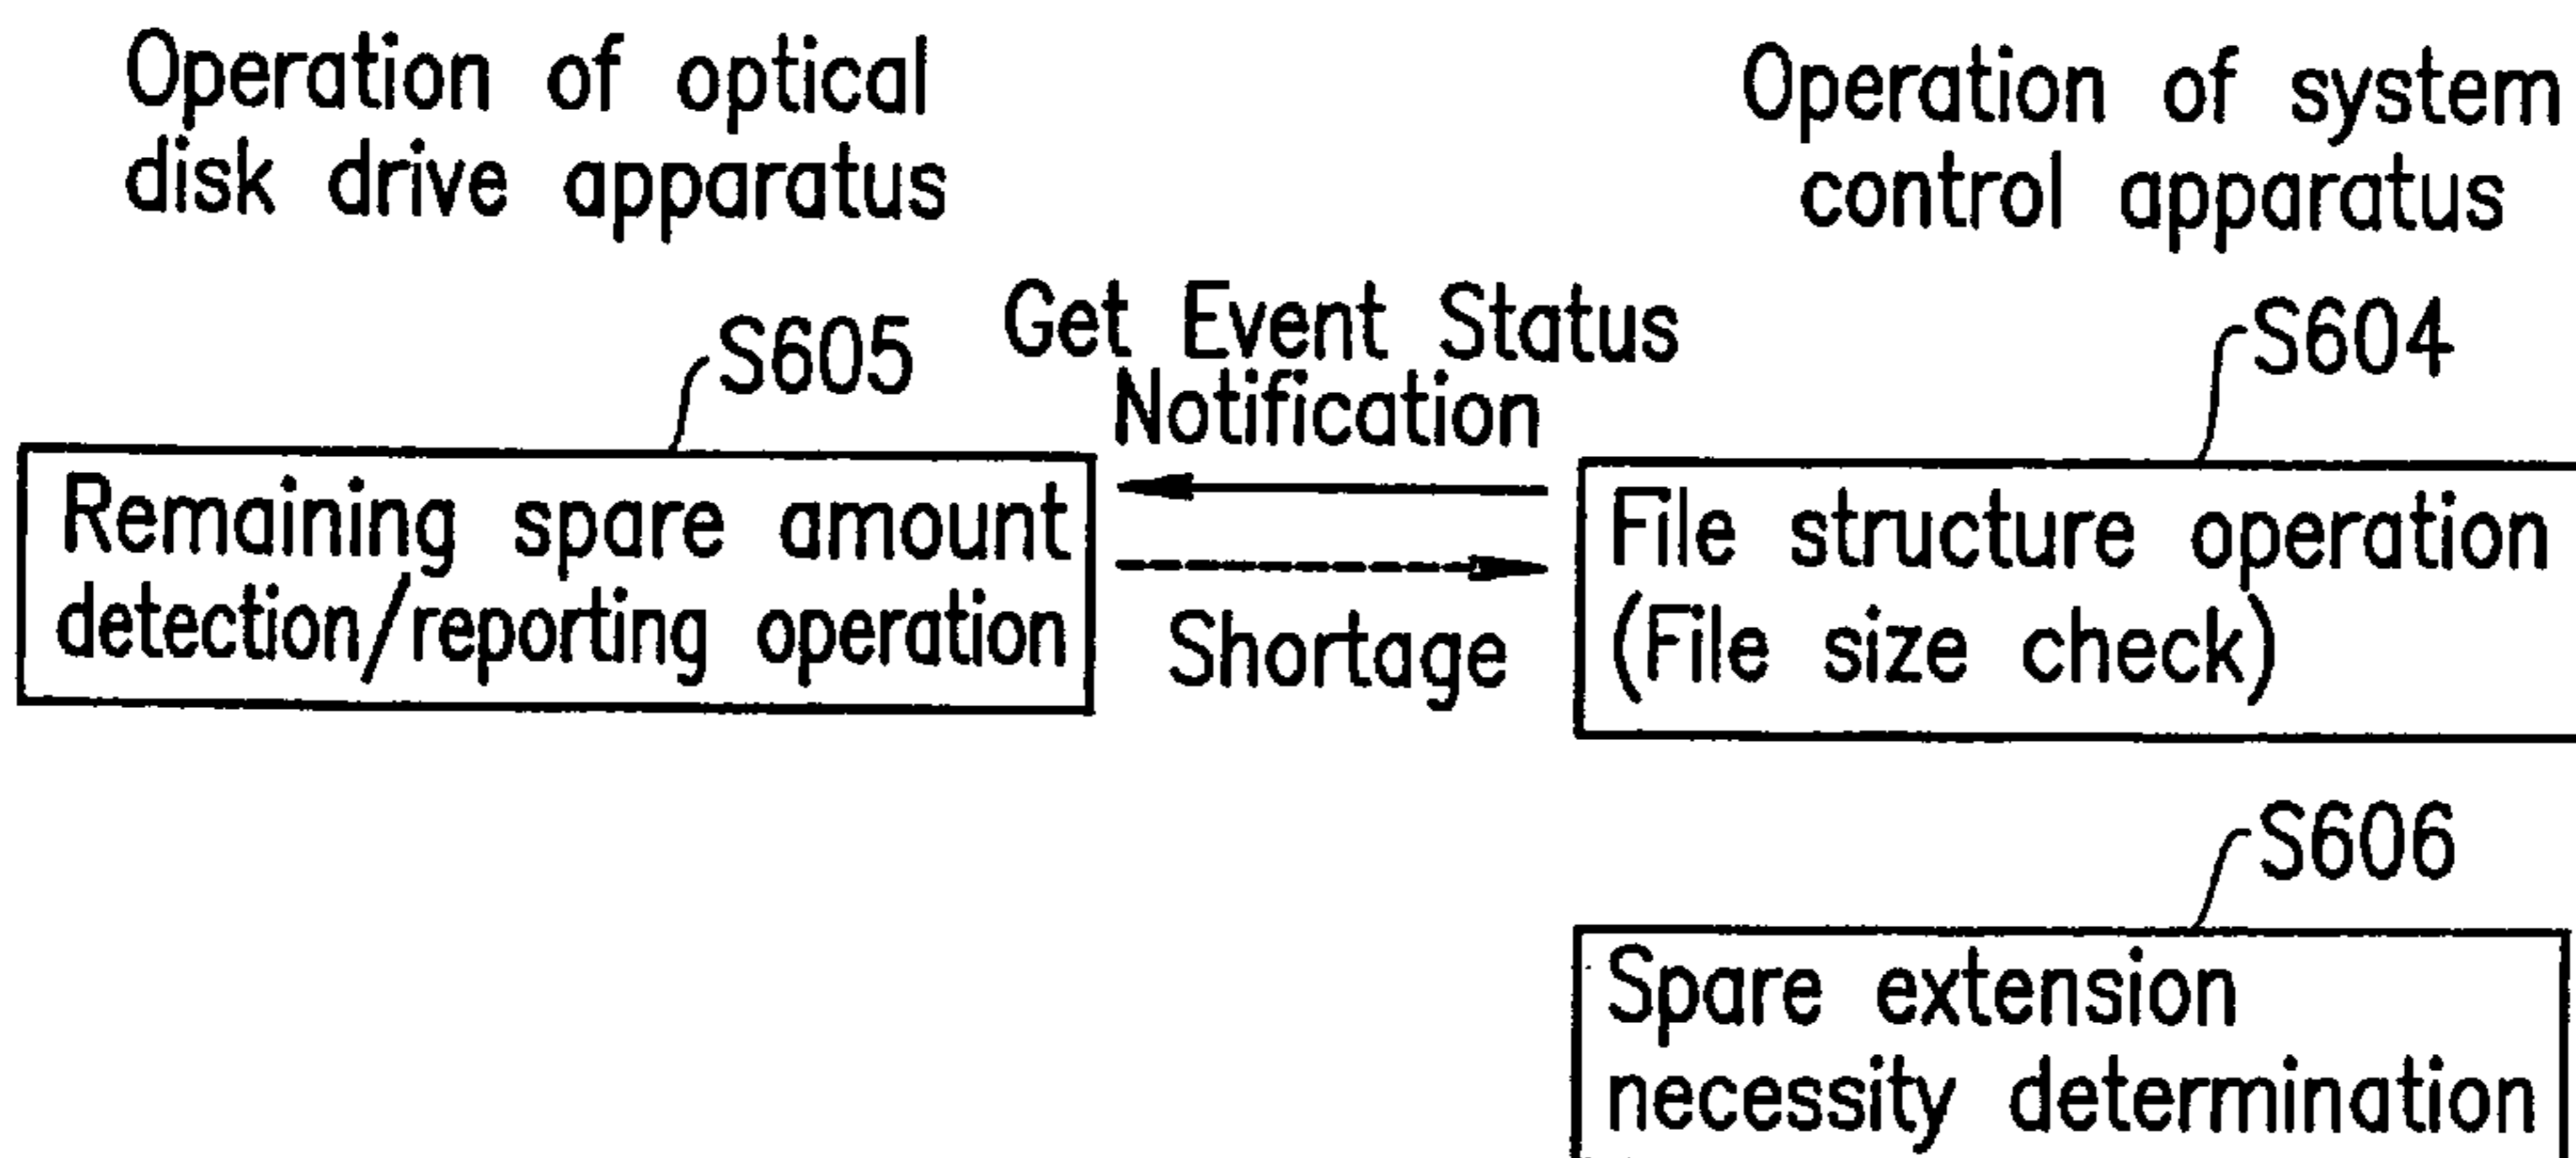 Operation of optical
disk drive apparatus
Operation of system
control apparatus
S605
Get Event Status
Notification
S604
Remaining spare amount
detection/reporting operation
Shortage
File structure operation
(File size check)
S606
Spare extension
necessity determination